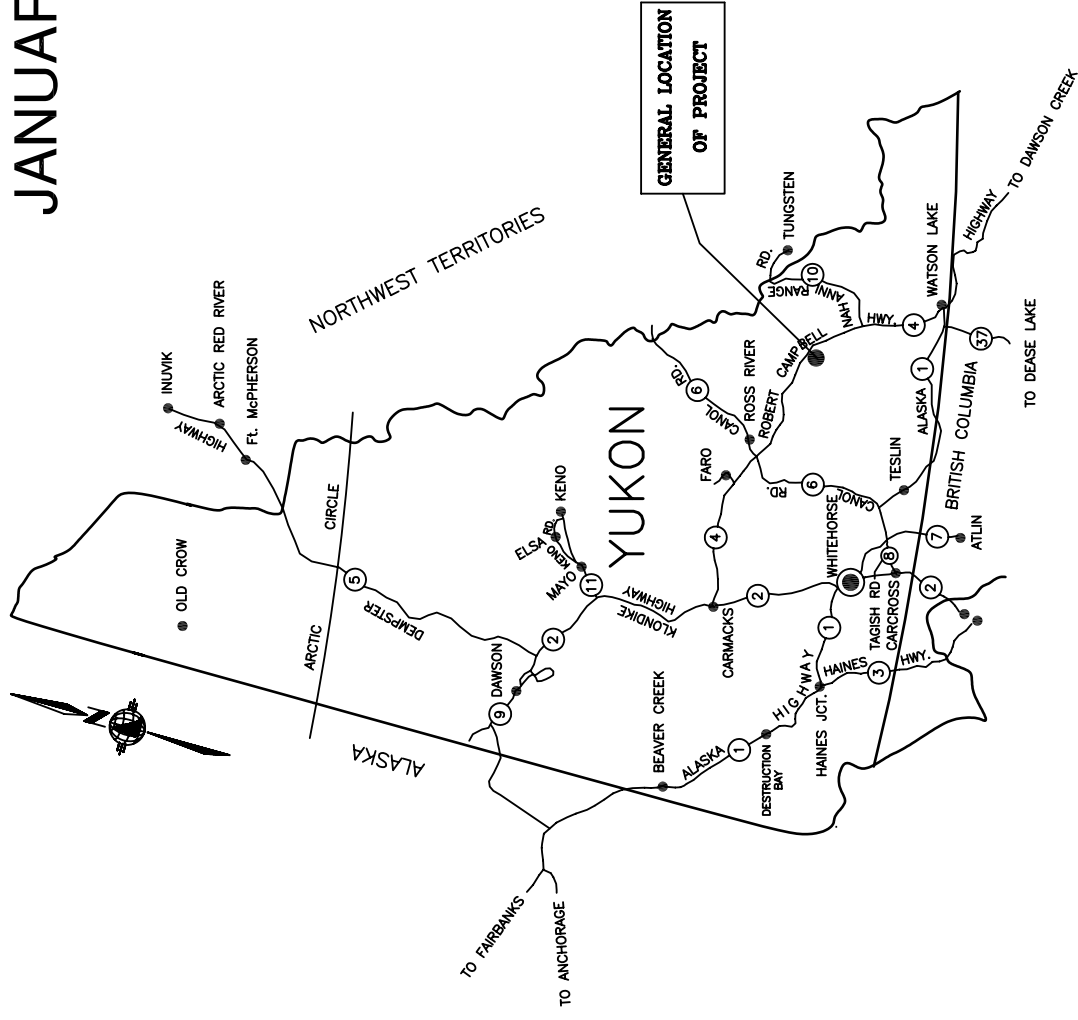 JANUAR
GENERAL LOCATION
OF PROJECT
INUVIK
ARCTIC RED RIVER
Ft. McPHERSON
HIGHWAY
NORTHWEST TERRITORIES
OLD CROW
ARCTIC CIRCLE
5
DEMPSTER
N
ALASKA
9
DAWSON
2
ELSA
KENO RD.
KENO
MAYO
11
YUKON
KLONDIKE
HIGHWAY
TUNGSTEN
RD.
10
RANGE
NAHANNI
HWY.
4
WATSON LAKE
HIGHWAY
TO DAWSON CREEK
37
TO DEASE LAKE
RD.
6
CANOL
ROSS RIVER
ROBERT CAMPBELL
FARO
4
RD.
6
CANOL
TESLIN
ALASKA
1
BRITISH COLUMBIA
WHITEHORSE
8
7
ATLIN
TAGISH RD
CARCROSS
2
CARMACKS
2
1
HAINES
3
HWY.
HAINES JCT.
HIGHWAY
DESTRUCTION
BAY
ALASKA
1
BEAVER CREEK
TO FAIRBANKS
TO ANCHORAGE